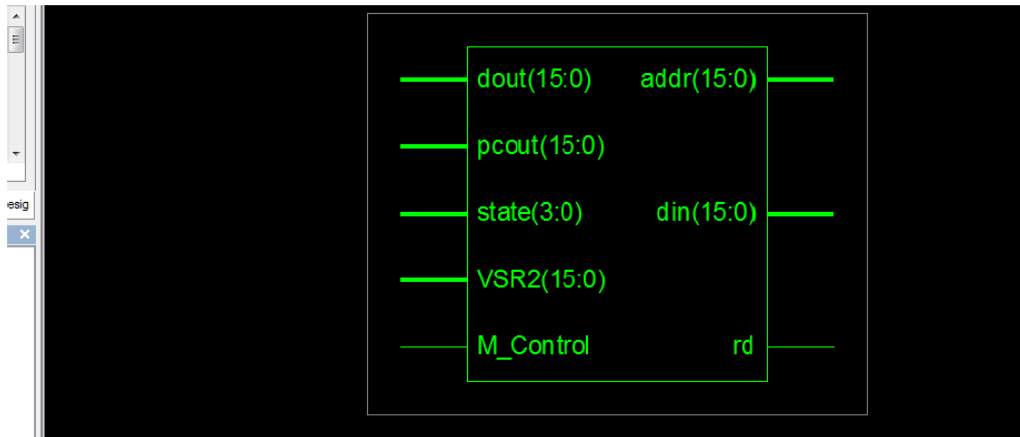 dout(15:0) addr(15:0)
pcout(15:0)
state(3:0) din(15:0)
VSR2(15:0)
M_Control rd
esig